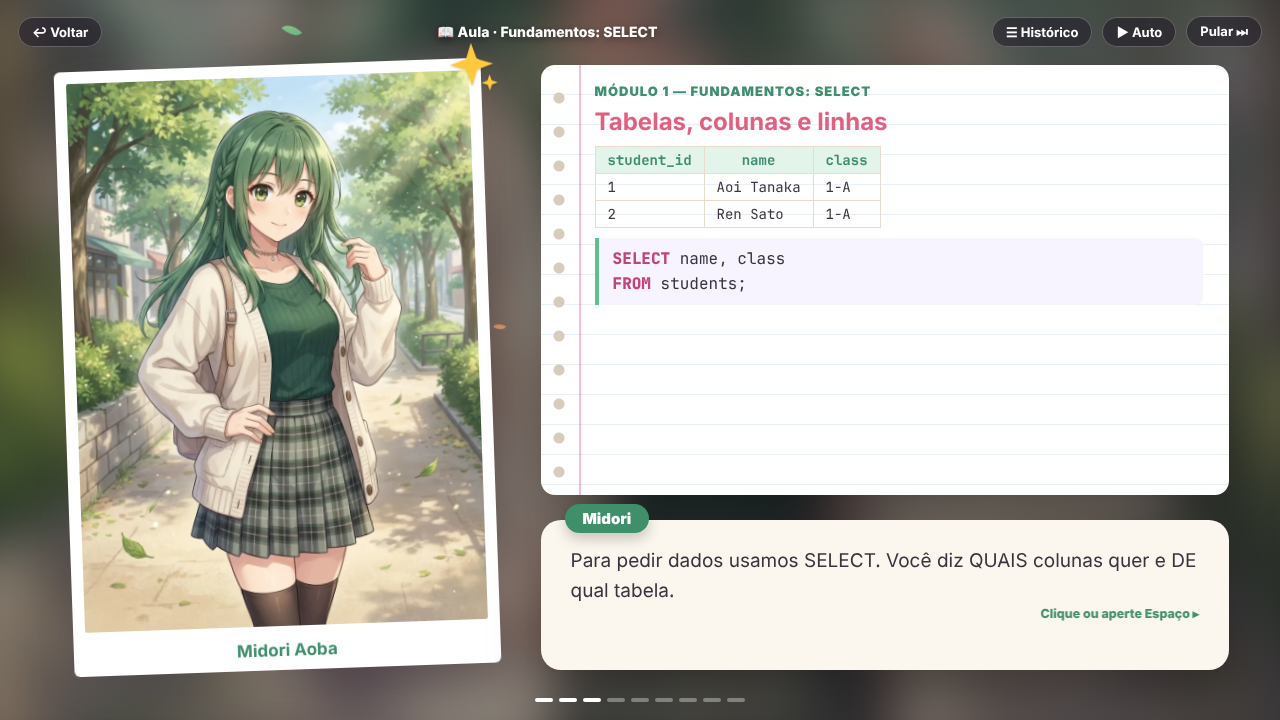 ↩ Voltar
📖 Aula · Fundamentos: SELECT
☰ Histórico
▶ Auto
Pular ⏭
MÓDULO 1 — FUNDAMENTOS: SELECT
Tabelas, colunas e linhas
student_id name class
1 Aoi Tanaka 1-A
2 Ren Sato 1-A
SELECT name, class
FROM students;
Midori Aoba
Midori
Para pedir dados usamos SELECT. Você diz QUAIS colunas quer e DE
qual tabela.
Clique ou aperte Espaço ▸